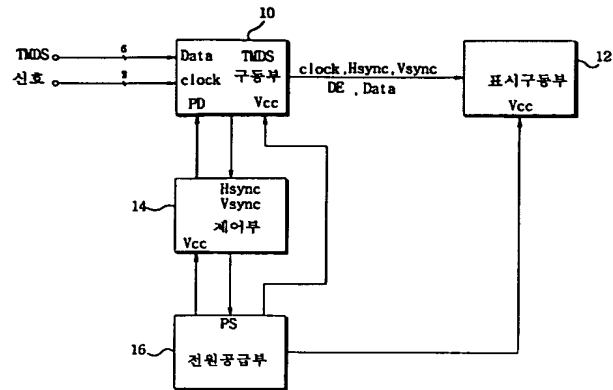 10
TMDS 6 Data TMDS
신호 2 clock 구동부
PD Vcc
clock,Hsync,Vsync
DE ,Data
12
표시구동부
Vcc
14
Hsync
Vsync
제어부
Vcc
PS
16
전원공급부